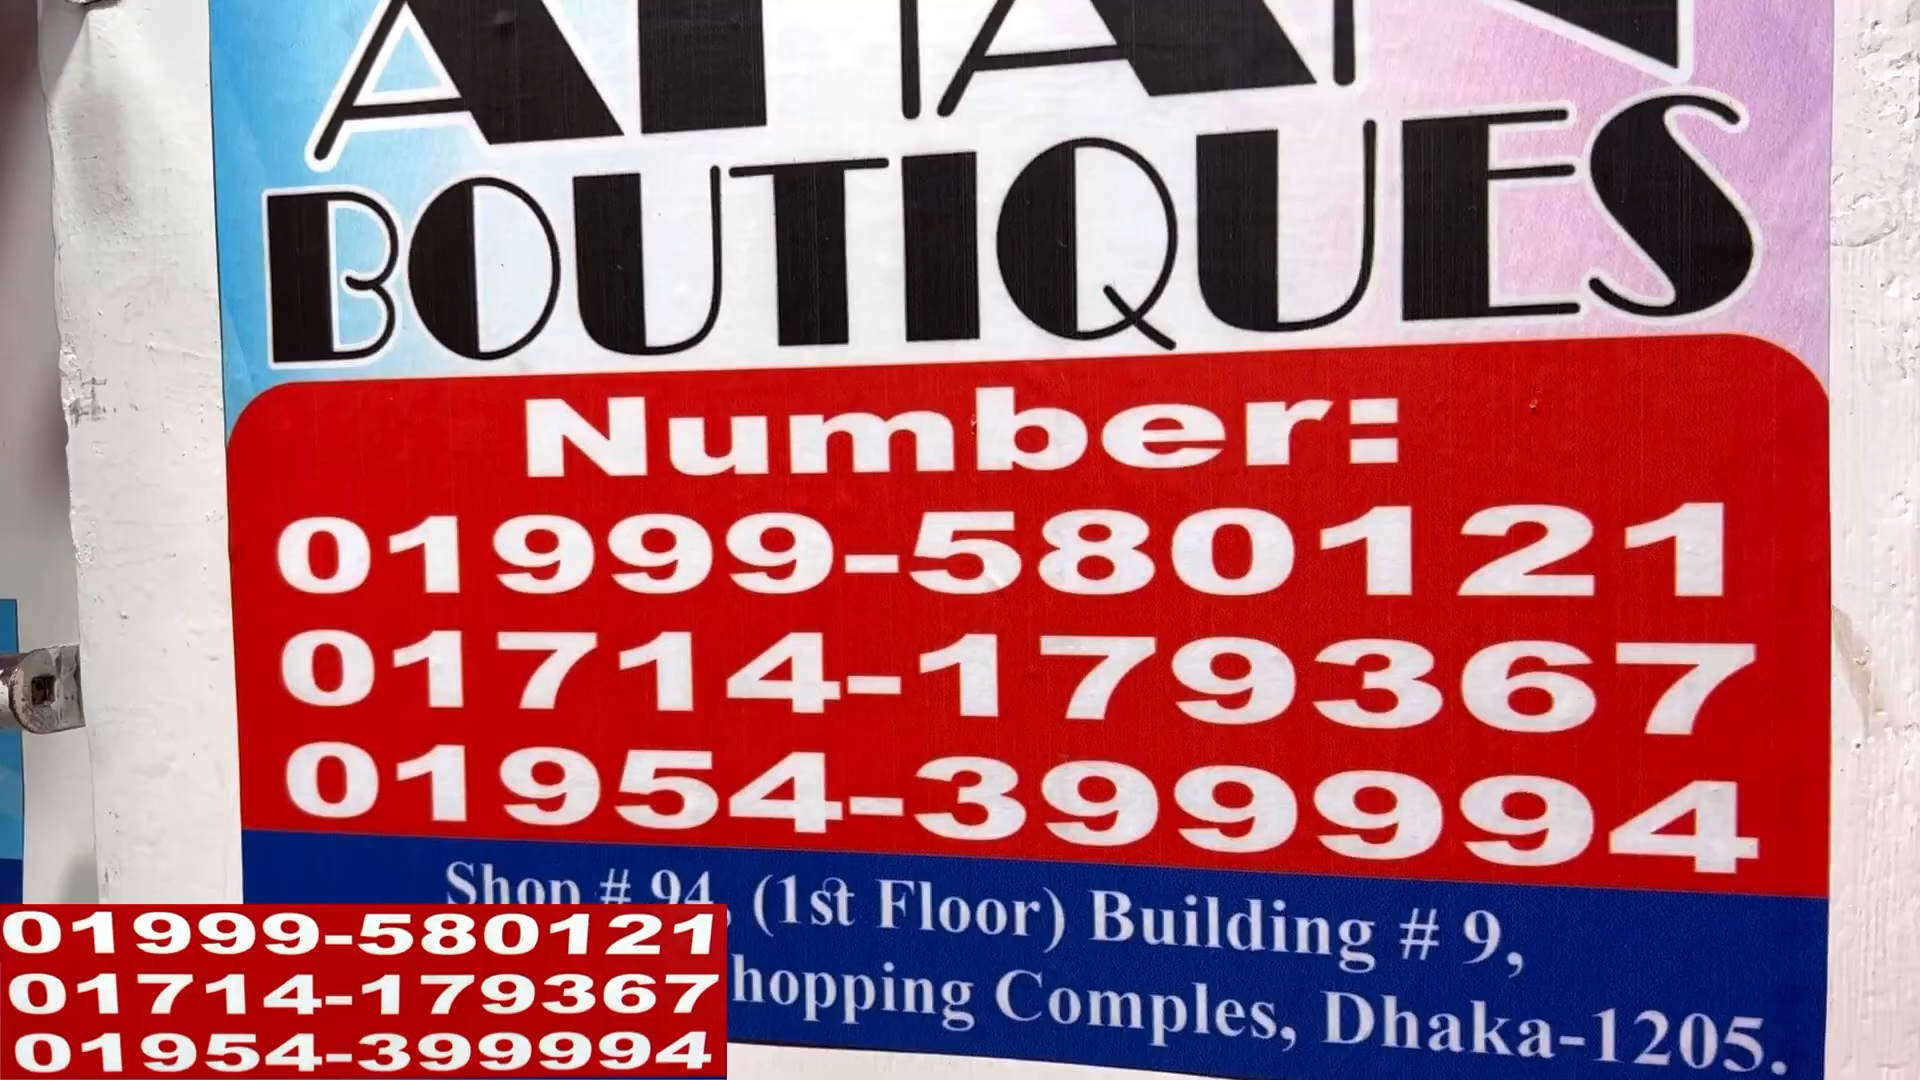 BOUTIQUES
Number:
01999-580121
01714-179367
01954-399994
Shop # 94, (1st Floor) Building # 9,
hopping Comples, Dhaka-1205.
01999-580121
01714-179367
01954-399994